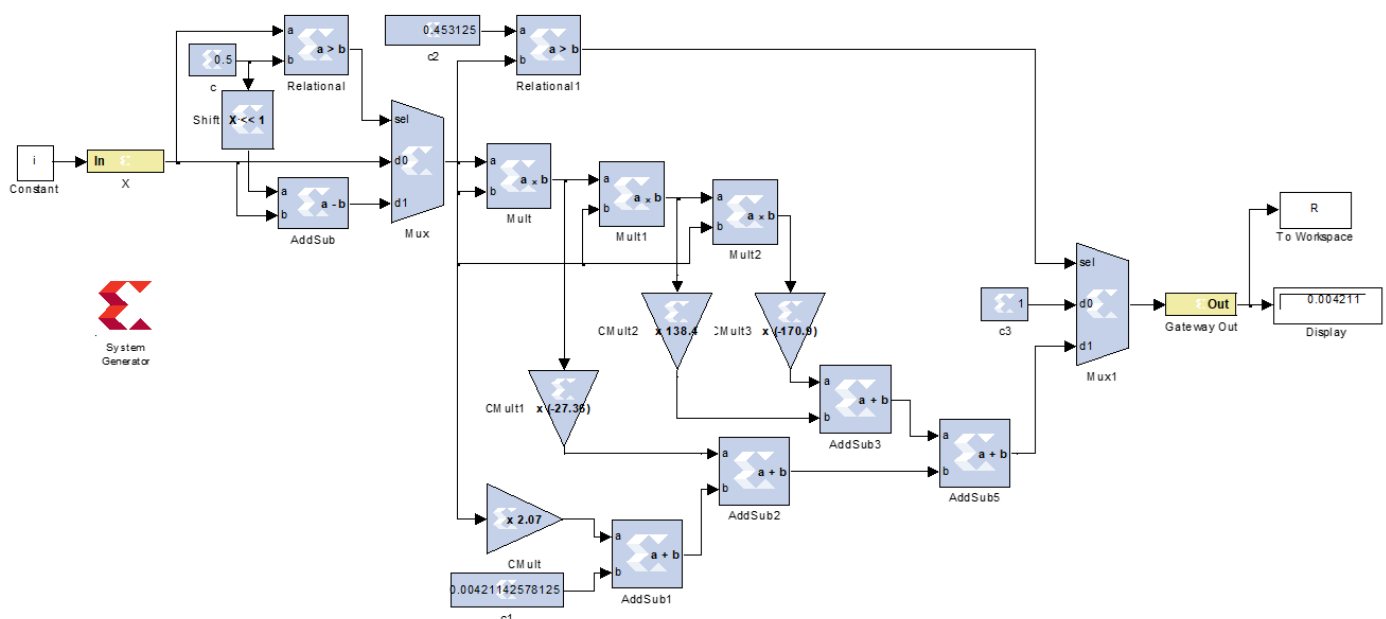 a
b
a > b
Relational
0.5
c
X << 1
Shift
i
Constant
In
X
a
b
a - b
AddSub
sel
d0
d1
Mux
0.453125
c2
a
b
a > b
Relational1
a
b
a × b
Mult
a
b
a × b
Mult1
a
b
a × b
Mult2
System
Generator
CMult2
x 138.4
CMult3
x (-170.9)
CMult1
x (-27.36)
x 2.07
CMult
0.00421142578125
c1
a
b
a + b
AddSub1
a
b
a + b
AddSub2
a
b
a + b
AddSub3
a
b
a + b
AddSub5
1
c3
sel
d0
d1
Mux1
Out
Gateway Out
R
To Workspace
0.004211
Display